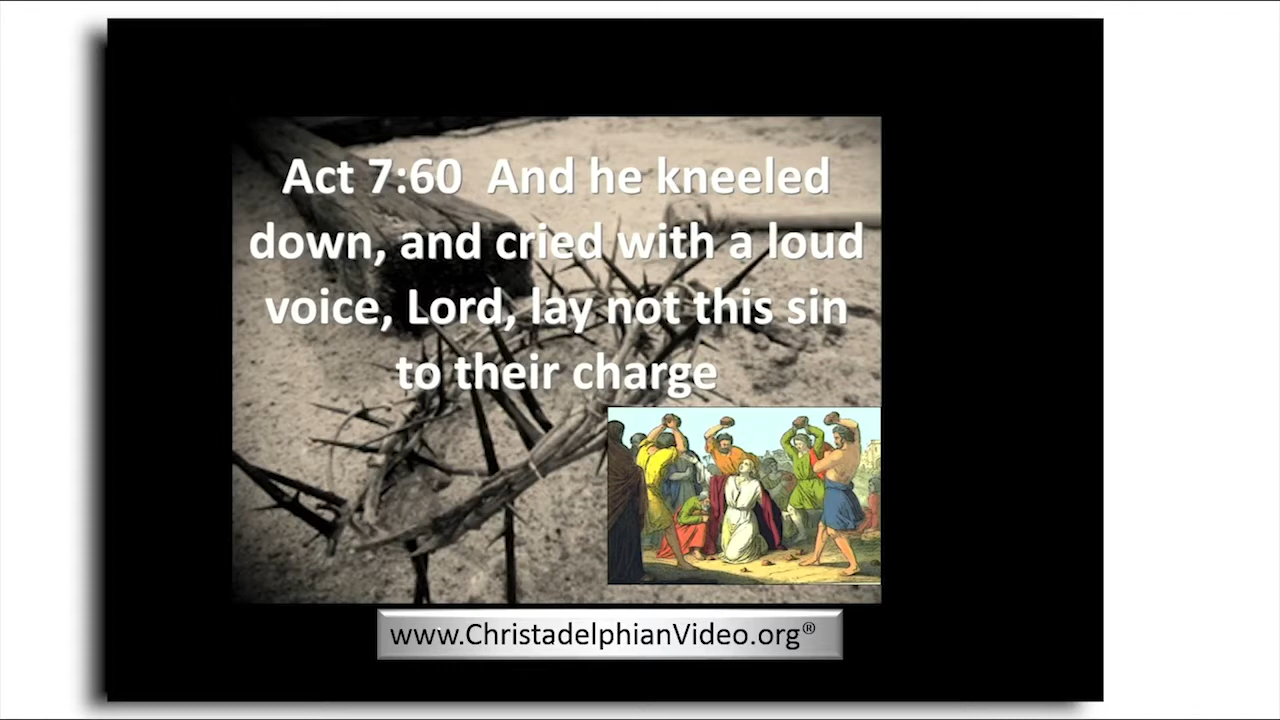 Act 7:60  And he kneeled
down, and cried with a loud
voice, Lord, lay not this sin
to their charge
www.ChristadelphianVideo.org®